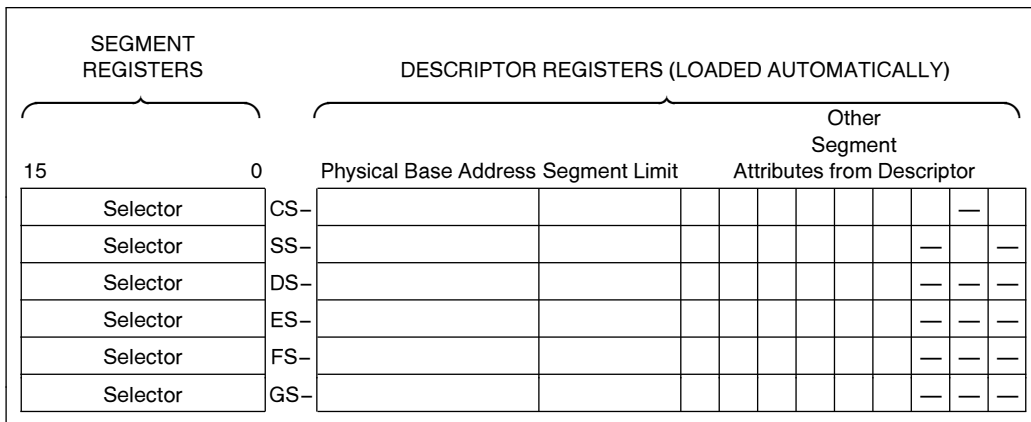 SEGMENT
REGISTERS
DESCRIPTOR REGISTERS (LOADED AUTOMATICALLY)
Other
Segment
15 0 Physical Base Address Segment Limit Attributes from Descriptor
Selector CS– —
Selector SS– — —
Selector DS– — — —
Selector ES– — — —
Selector FS– — — —
Selector GS– — — —